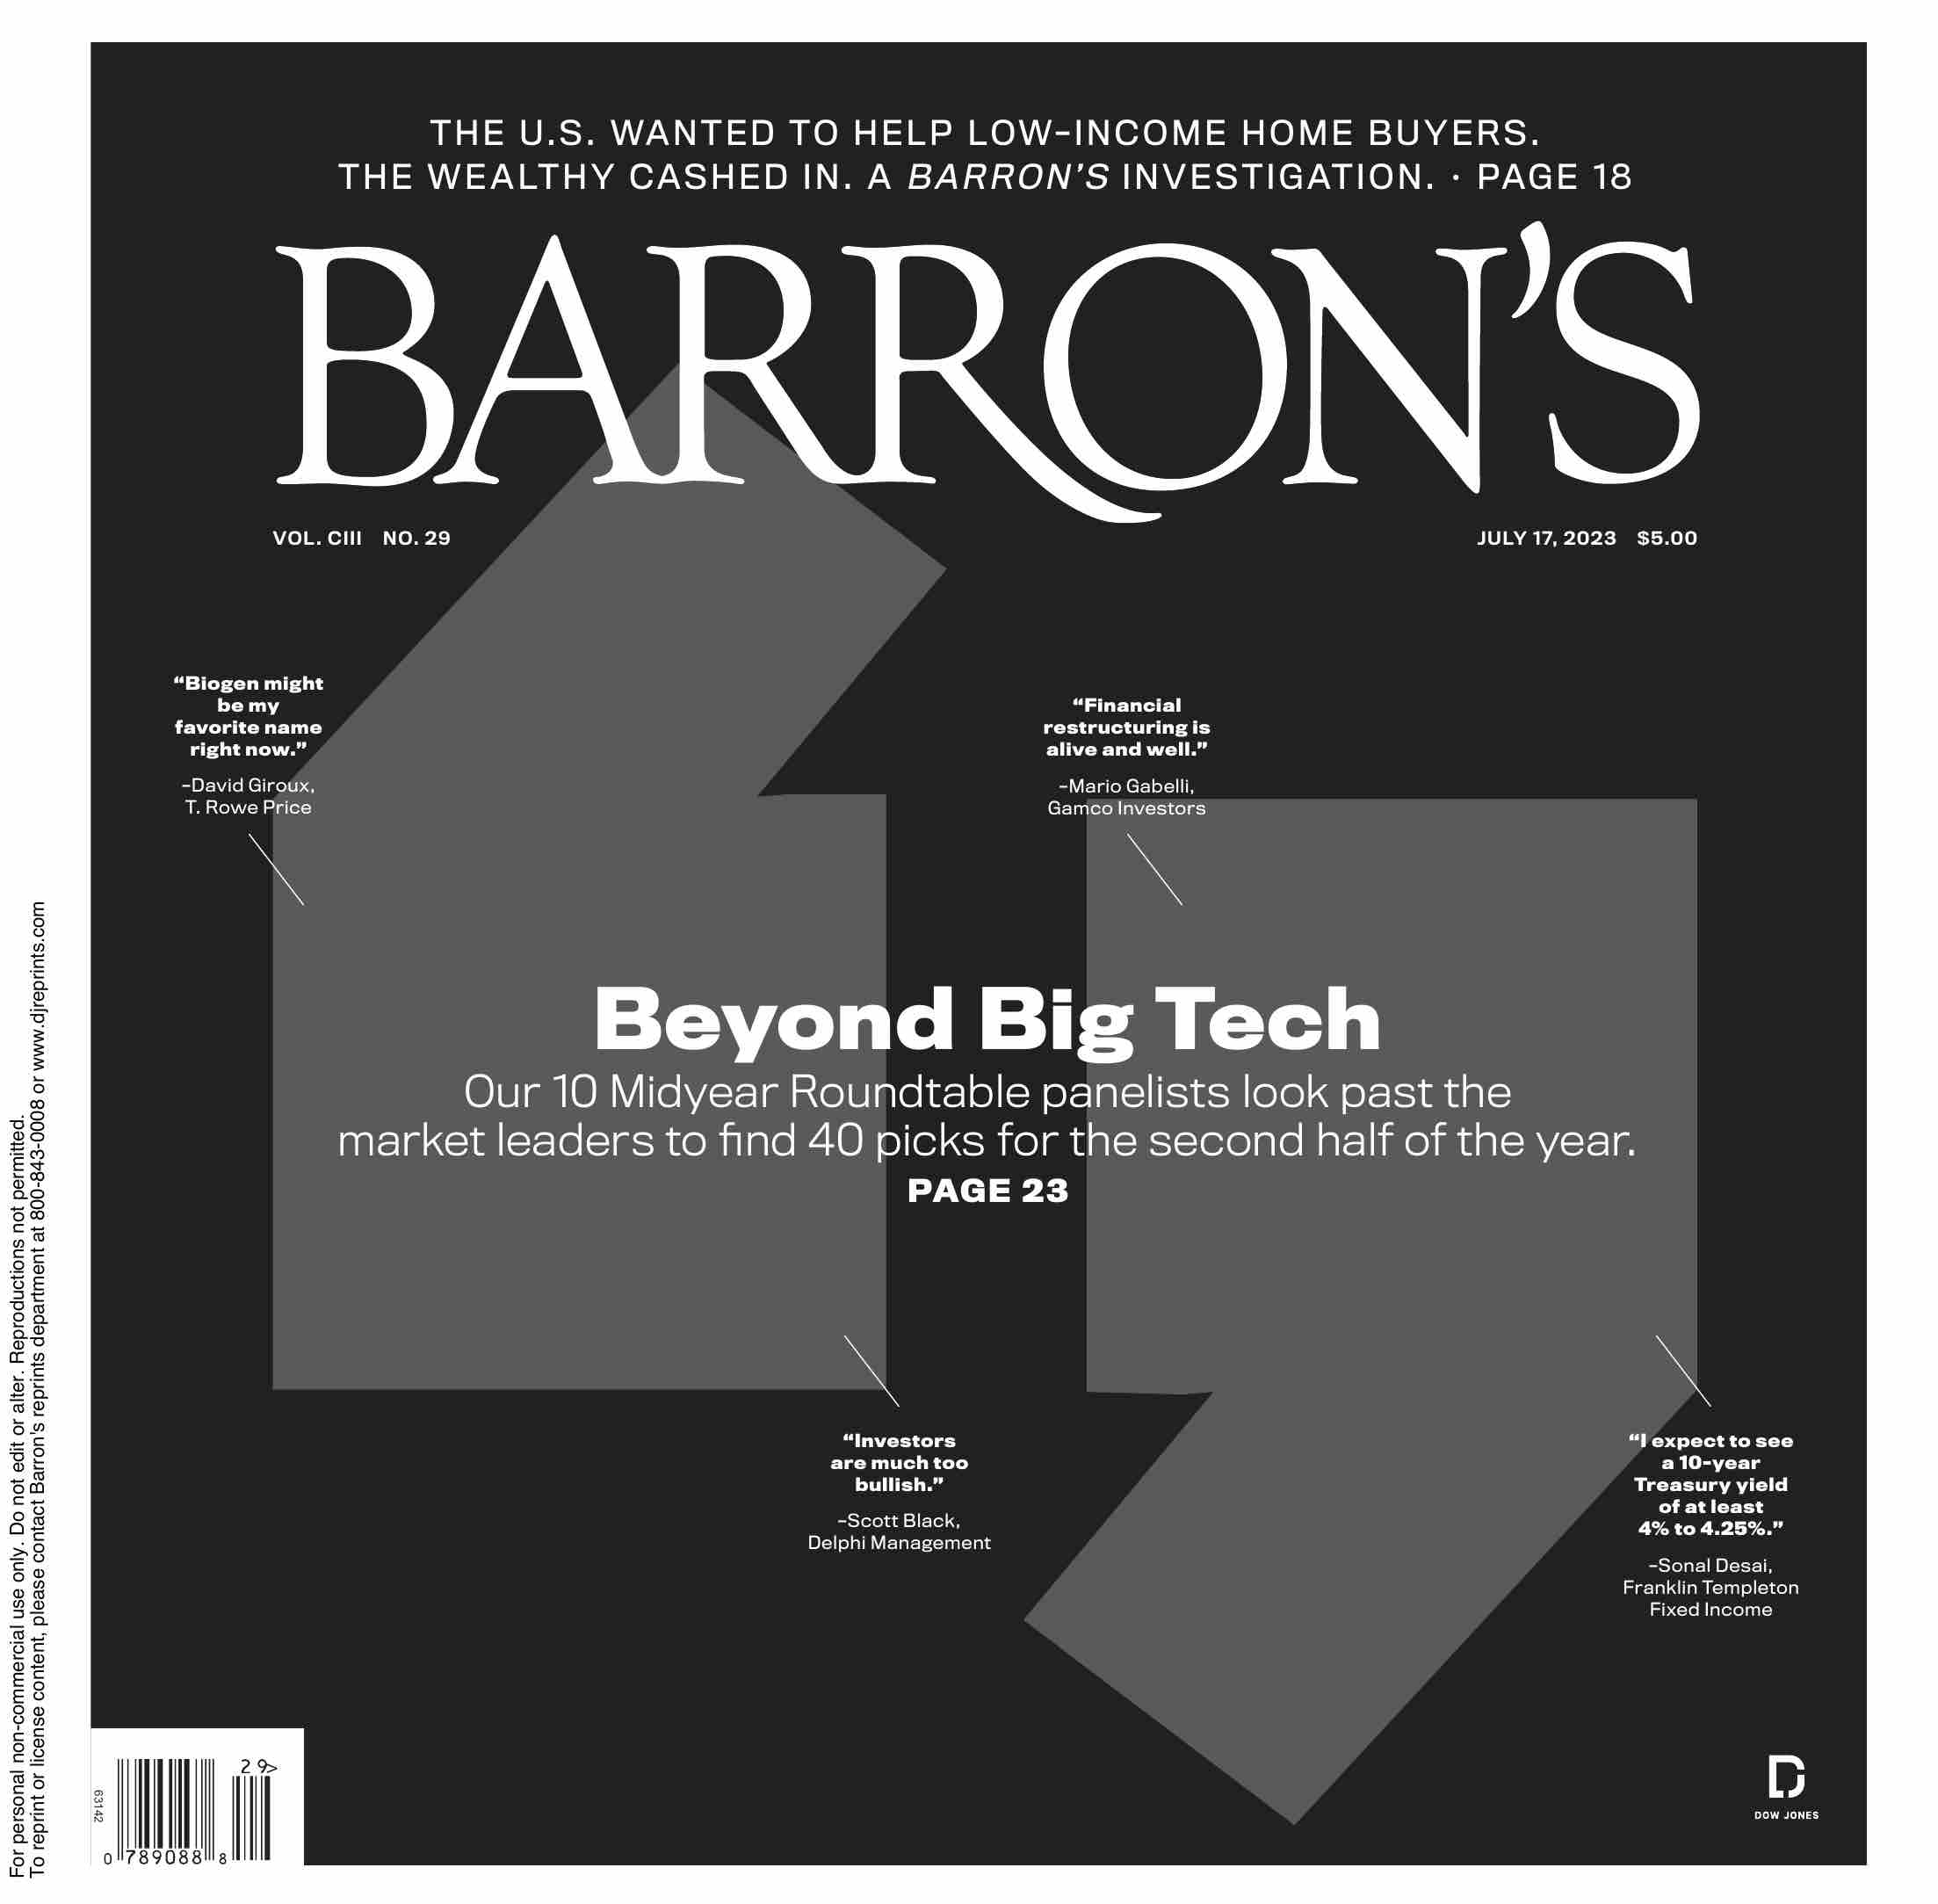 THE U.S. WANTED TO HELP LOW-INCOME HOME BUYERS.
THE WEALTHY CASHED IN. A BARRON'S INVESTIGATION. · PAGE 18
BARRON'S
VOL. CIII NO. 29
JULY 17, 2023 $5.00
“Biogen might
be my
favorite name
right now.”
–David Giroux,
T. Rowe Price
“Financial
restructuring is
alive and well.”
–Mario Gabelli,
Gamco Investors
Beyond Big Tech
Our 10 Midyear Roundtable panelists look past the
market leaders to find 40 picks for the second half of the year.
PAGE 23
“Investors
are much too
bullish.”
–Scott Black,
Delphi Management
“I expect to see
a 10-year
Treasury yield
of at least
4% to 4.25%.”
–Sonal Desai,
Franklin Templeton
Fixed Income
63142
29>
0 789088 8
DOW JONES
For personal non-commercial use only. Do not edit or alter. Reproductions not permitted.
To reprint or license content, please contact Barron's reprints department at 800-843-0008 or www.djreprints.com